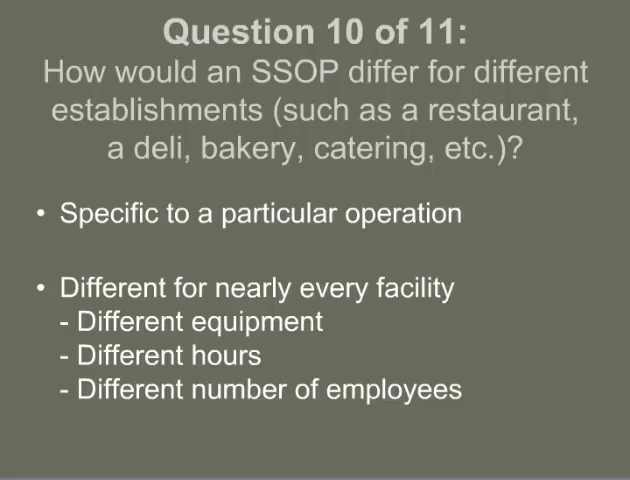 Question 10 of 11:
How would an SSOP differ for different
establishments (such as a restaurant,
a deli, bakery, catering, etc.)?
• Specific to a particular operation
• Different for nearly every facility
- Different equipment
- Different hours
- Different number of employees